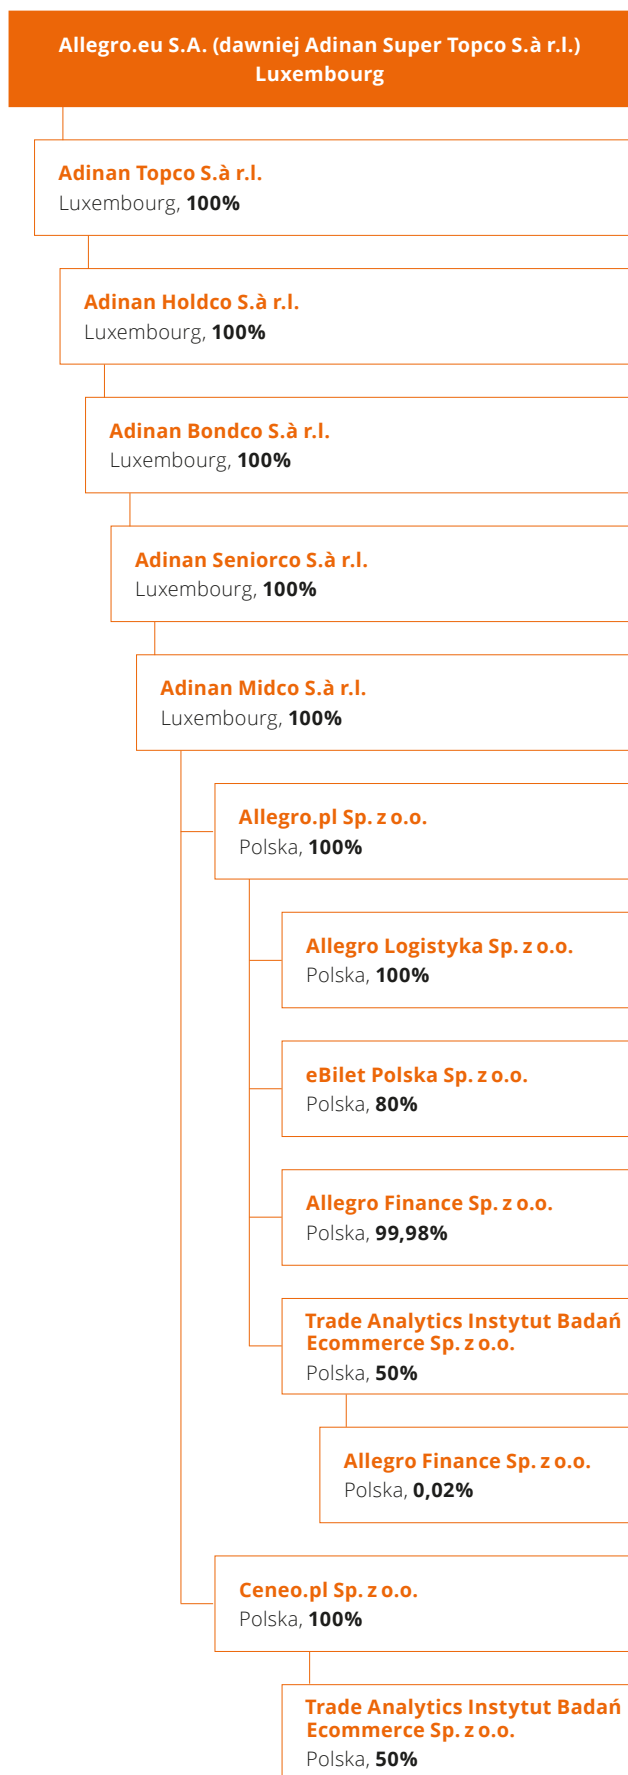 Allegro.eu S.A. (dawniej Adinan Super Topco S.à r.l.)
Luxembourg
Adinan Topco S.à r.l.
Luxembourg, 100%
Adinan Holdco S.à r.l.
Luxembourg, 100%
Adinan Bondco S.à r.l.
Luxembourg, 100%
Adinan Seniorco S.à r.l.
Luxembourg, 100%
Adinan Midco S.à r.l.
Luxembourg, 100%
Allegro.pl Sp. z o.o.
Polska, 100%
Allegro Logistyka Sp. z o.o.
Polska, 100%
eBilet Polska Sp. z o.o.
Polska, 80%
Allegro Finance Sp. z o.o.
Polska, 99,98%
Trade Analytics Instytut Badań
Ecommerce Sp. z o.o.
Polska, 50%
Allegro Finance Sp. z o.o.
Polska, 0,02%
Ceneo.pl Sp. z o.o.
Polska, 100%
Trade Analytics Instytut Badań
Ecommerce Sp. z o.o.
Polska, 50%